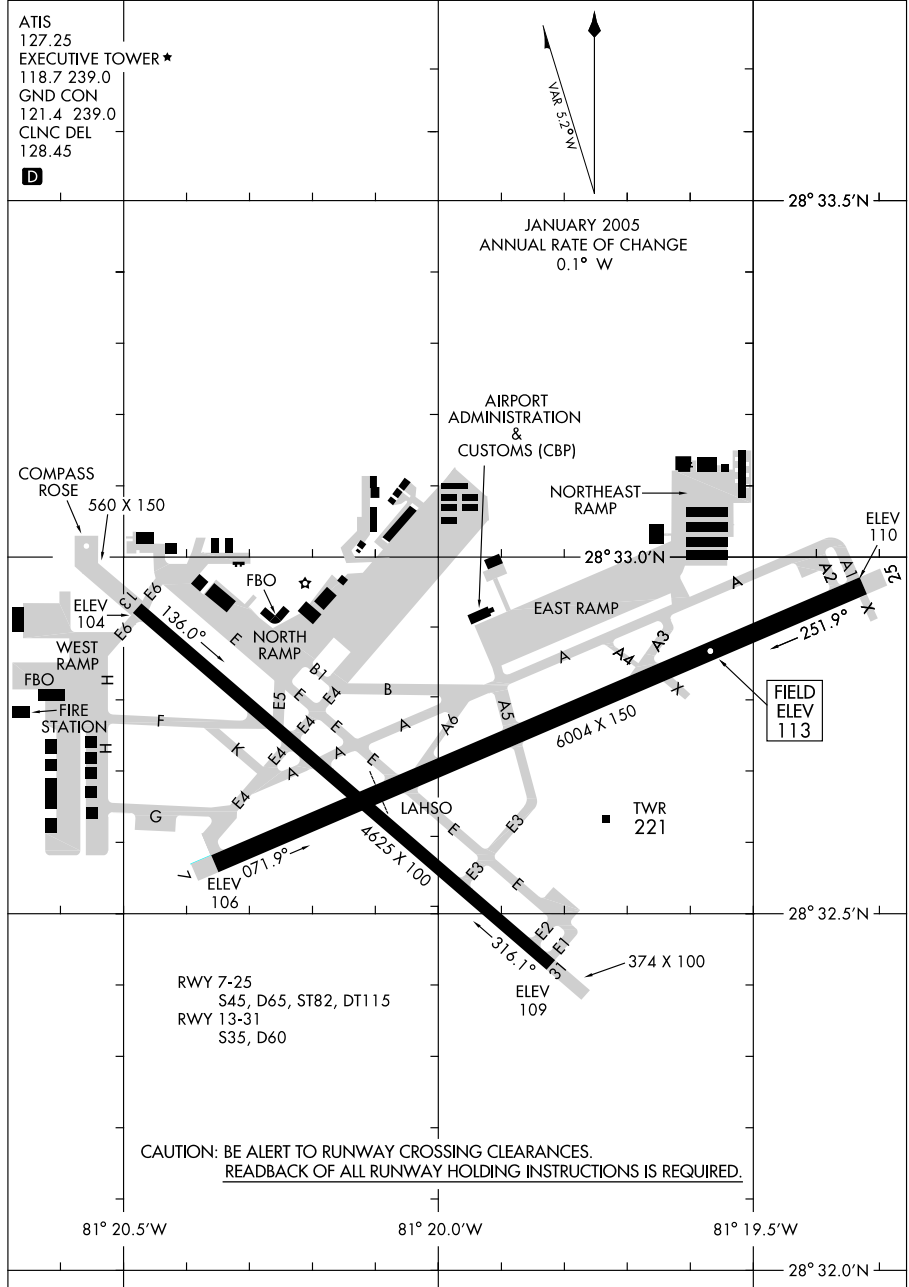 ATIS
127.25
EXECUTIVE TOWER★
118.7 239.0
GND CON
121.4 239.0
CLNC DEL
128.45
D
VAR 5.2° W
28° 33.5'N
JANUARY 2005
ANNUAL RATE OF CHANGE
0.1° W
AIRPORT
ADMINISTRATION
&
CUSTOMS (CBP)
COMPASS
ROSE
560 X 150
NORTHEAST
RAMP
ELEV
110
28° 33.0'N
FBO
EAST RAMP
A
A2
A1
25
X
ELEV
104
13
E6
E6
136.0°
E
NORTH
RAMP
WEST
RAMP
FBO
FIRE
STATION
H
H
251.9°
A3
A4
A
X
FIELD
ELEV
113
B1
E4
B
E
E5
E4
E
A
A6
A5
6004 X 150
F
K
E4
A
A
E
E4
G
LAHSO
4625 X 100
E
E3
TWR
221
7
071.9°
ELEV
106
E3
E
28° 32.5'N
E2
E1
31
316.1°
374 X 100
ELEV
109
RWY 7-25
S45, D65, ST82, DT115
RWY 13-31
S35, D60
CAUTION: BE ALERT TO RUNWAY CROSSING CLEARANCES.
READBACK OF ALL RUNWAY HOLDING INSTRUCTIONS IS REQUIRED.
81° 20.5'W
81° 20.0'W
81° 19.5'W
28° 32.0'N